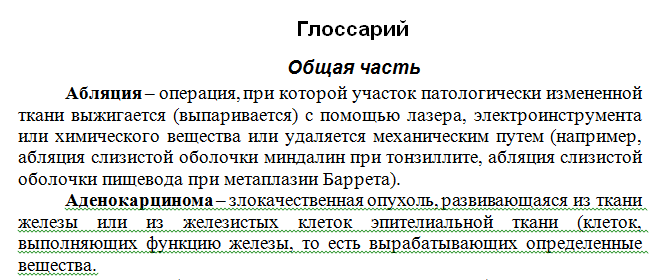 Глоссарий
Общая часть
Абляция – операция, при которой участок патологически измененной
ткани выжигается (выпаривается) с помощью лазера, электроинструмента
или химического вещества или удаляется механическим путем (например,
абляция слизистой оболочки миндалин при тонзиллите, абляция слизистой
оболочки пищевода при метаплазии Баррета).
Аденокарцинома – злокачественная опухоль, развивающаяся из ткани
железы или из железистых клеток эпителиальной ткани (клеток,
выполняющих функцию железы, то есть вырабатывающих определенные
вещества.